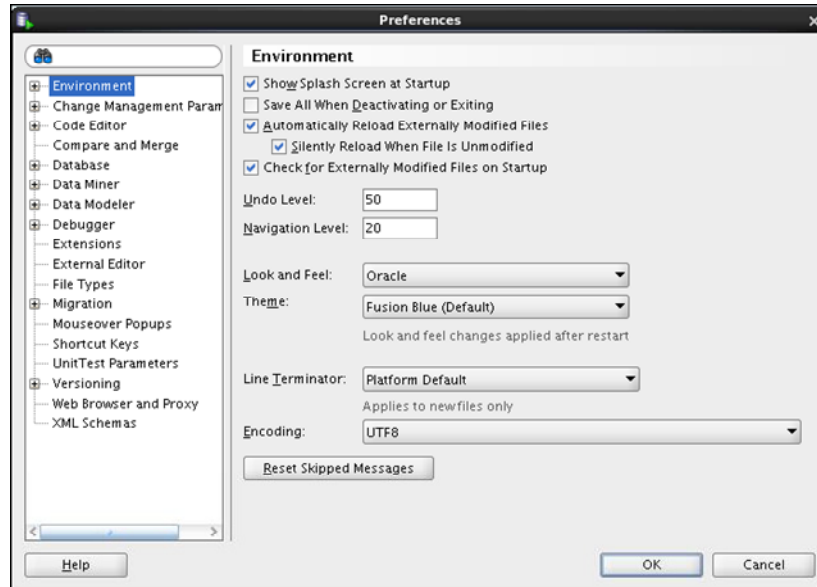 Preferences
Environment
Change Management Param
Code Editor
Compare and Merge
Database
Data Miner
Data Modeler
Debugger
Extensions
External Editor
File Types
Migration
Mouseover Popups
Shortcut Keys
UnitTest Parameters
Versioning
Web Browser and Proxy
XML Schemas
Environment
Show Splash Screen at Startup
Save All When Deactivating or Exiting
Automatically Reload Externally Modified Files
Silently Reload When File Is Unmodified
Check for Externally Modified Files on Startup
Undo Level: 50
Navigation Level: 20
Look and Feel: Oracle
Theme: Fusion Blue (Default)
Look and feel changes applied after restart
Line Terminator: Platform Default
Applies to new files only
Encoding: UTF8
Reset Skipped Messages
Help OK Cancel